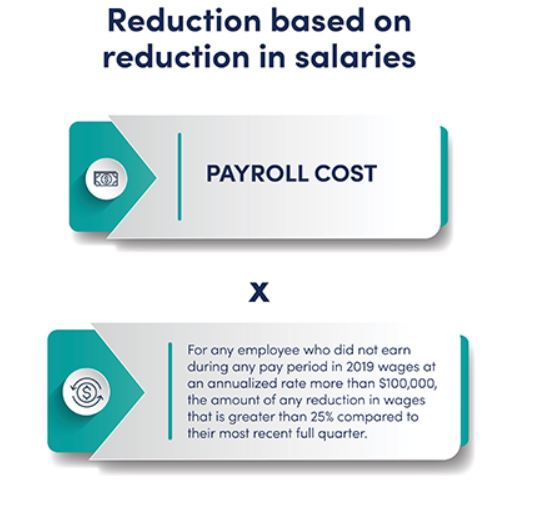 Reduction based on
reduction in salaries
PAYROLL COST
x
For any employee who did not earn
during any pay period in 2019 wages at
an annualized rate more than $100,000,
the amount of any reduction in wages
that is greater than 25% compared to
their most recent full quarter.